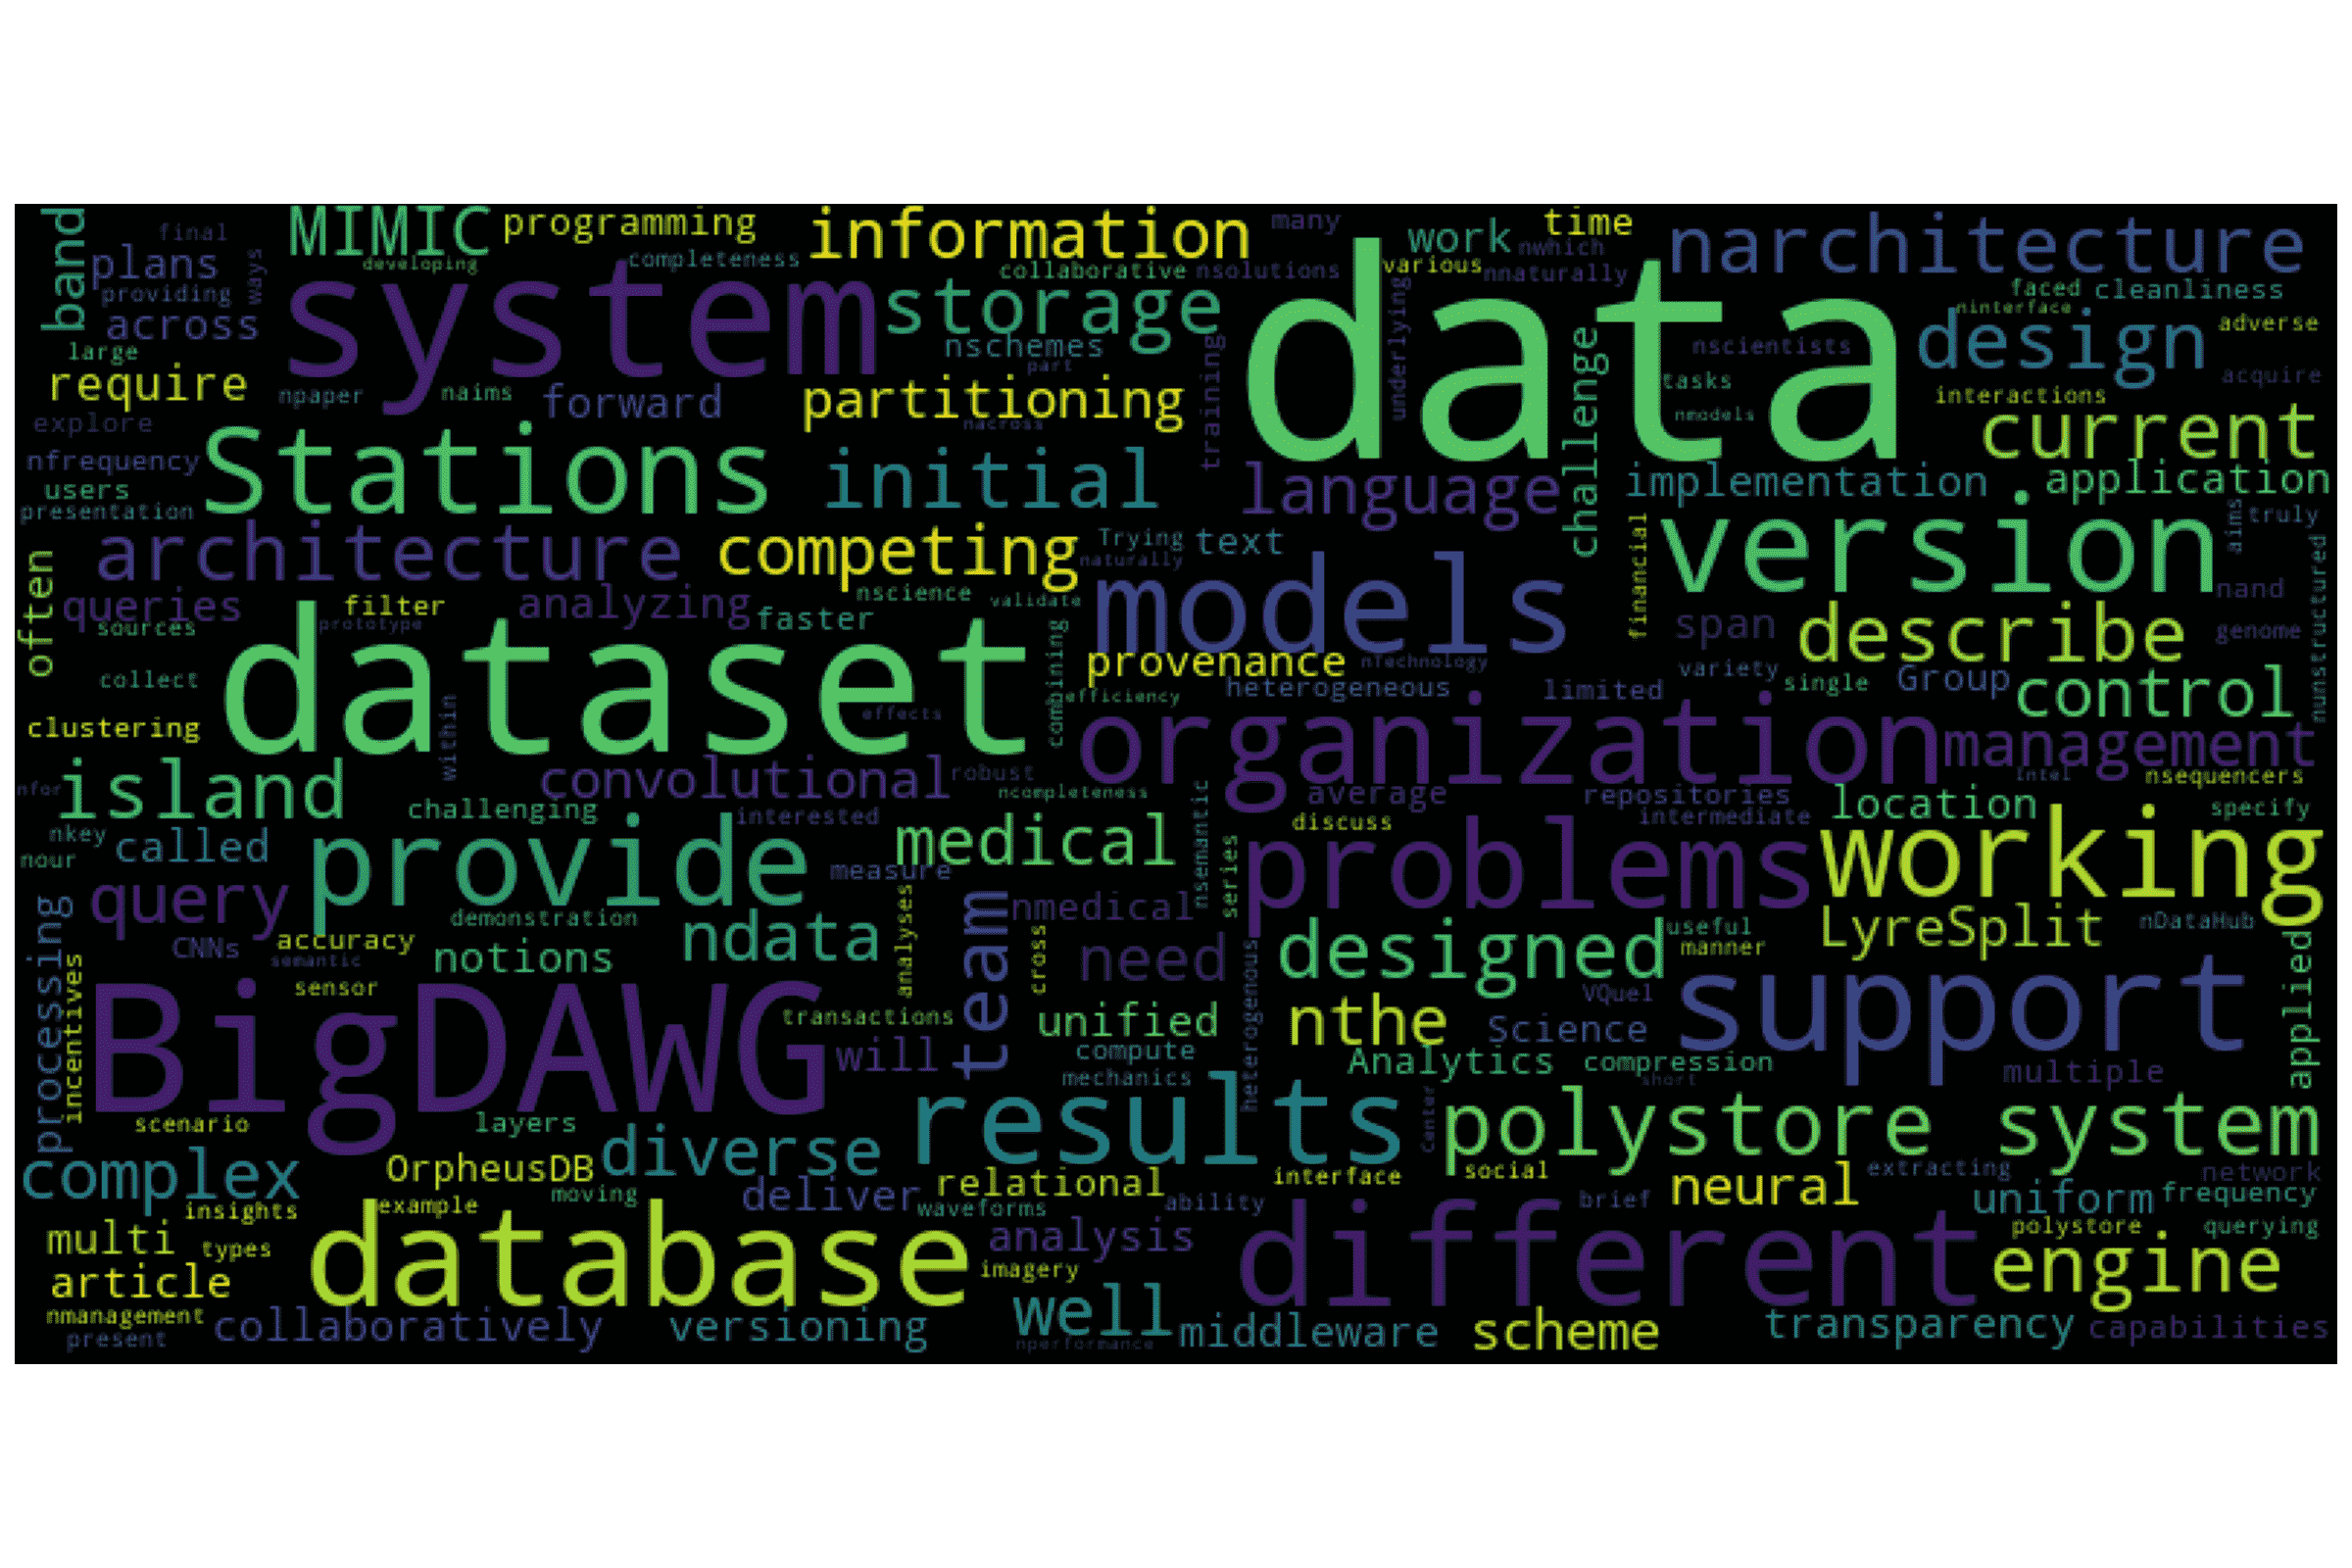 band
final
plans
providing
ways
across
large
require
explore
MIMIC
programming
developing
completeness
information
many
system
storage
collaborative
nsolutions
nschemes
part
npaper
naims
forward
partitioning
nacross
training
data
underlying
various
work
nwhich
nnaturally
time
narchitecture
faced
cleanliness
ninterface
adverse
design
nscientists
tasks
nmodels
interactions
acquire
challenge
current
nfrequency
users
presentation
Stations
initial
language
implementation
application
architecture
competing
Trying
text
naturally
version
aims
truly
financial
often
queries
filter
analyzing
faster
nscience
validate
sources
prototype
models
nand
span
describe
genome
nunstructured
collect
dataset
combining
provenance
nTechnology
heterogeneous
efficiency
limited
variety
single
Group
control
clustering
within
effects
organization
management
nfor
island
convolutional
robust
ncompleteness
average
repositories
Intel
nsequencers
challenging
interested
nsemantic
discuss
intermediate
location
specify
nkey
nour
called
provide
medical
measure
series
problems
working
query
demonstration
analyses
team
nmedical
CNNs
accuracy
semantic
notions
ndata
cross
need
designed
useful
manner
LyreSplit
nDataHub
processing
incentives
sensor
BigDAWG
transactions
will
unified
compute
mechanics
heterogenous
nthe
VQuel
Science
support
applied
Analytics
compression
short
multiple
scenario
layers
results
Center
polystore system
complex
OrpheusDB
diverse
insights
example
moving
deliver
relational
waveforms
ability
interface
social
brief
neural
extracting
network
uniform
frequency
multi
types
article
database
analysis
imagery
different
polystore
querying
engine
nmanagement
present
collaboratively
versioning
well
nperformance
middleware
scheme
transparency
capabilities